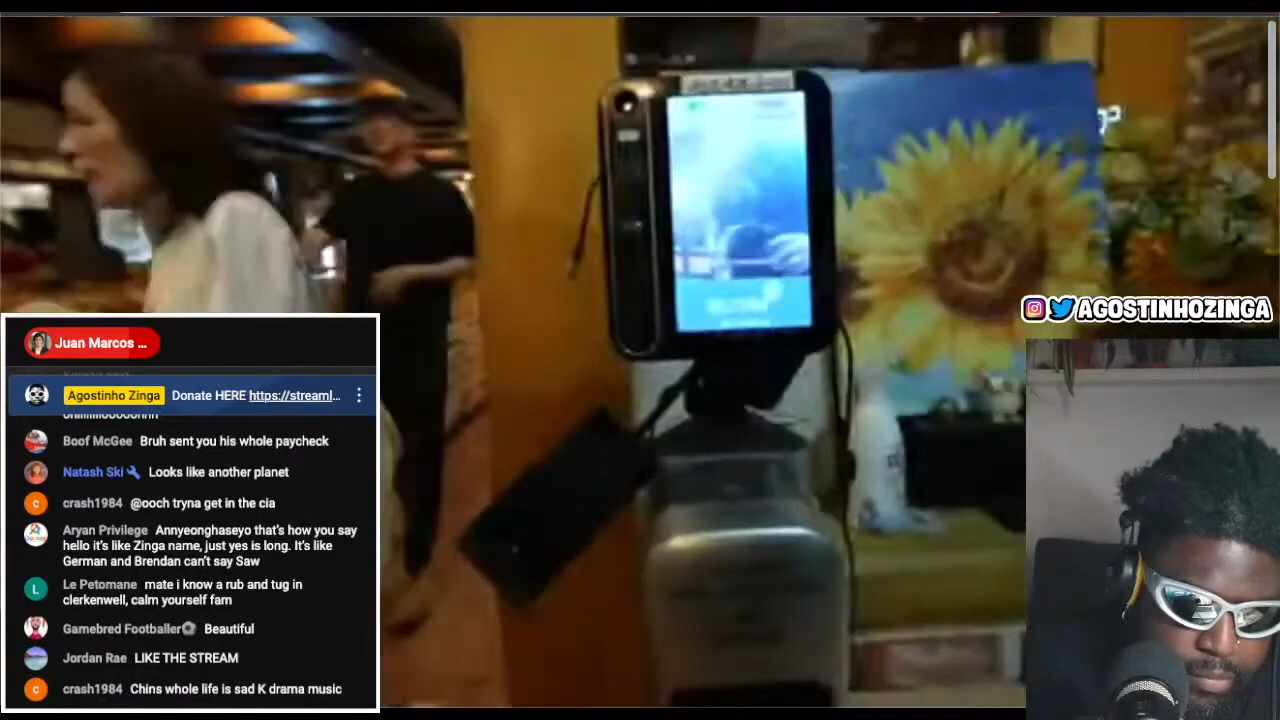 AGOSTINHOZINGA
Juan Marcos ...
Agostinho Zinga Donate HERE https://streaml...
Boof McGee Bruh sent you his whole paycheck
Natash Ski Looks like another planet
crash1984 @ooch tryna get in the cia
Aryan Privilege Annyeonghaseyo that's how you say
hello it's like Zinga name, just yes is long. It's like
German and Brendan can't say Saw
Le Petomane mate i know a rub and tug in
clerkenwell, calm yourself fam
Gamebred Footballer Beautiful
Jordan Rae LIKE THE STREAM
crash1984 Chins whole life is sad K drama music